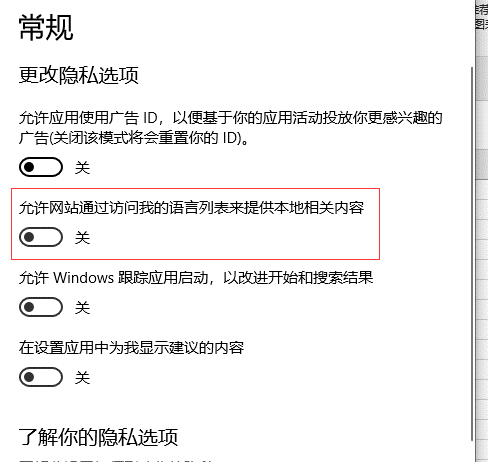 常规
更改隐私选项
允许应用使用广告 ID，以便基于你的应用活动投放你更感兴趣的
广告(关闭该模式将会重置你的 ID)。
关
允许网站通过访问我的语言列表来提供本地相关内容
关
允许 Windows 跟踪应用启动，以改进开始和搜索结果
关
在设置应用中为我显示建议的内容
关
了解你的隐私选项